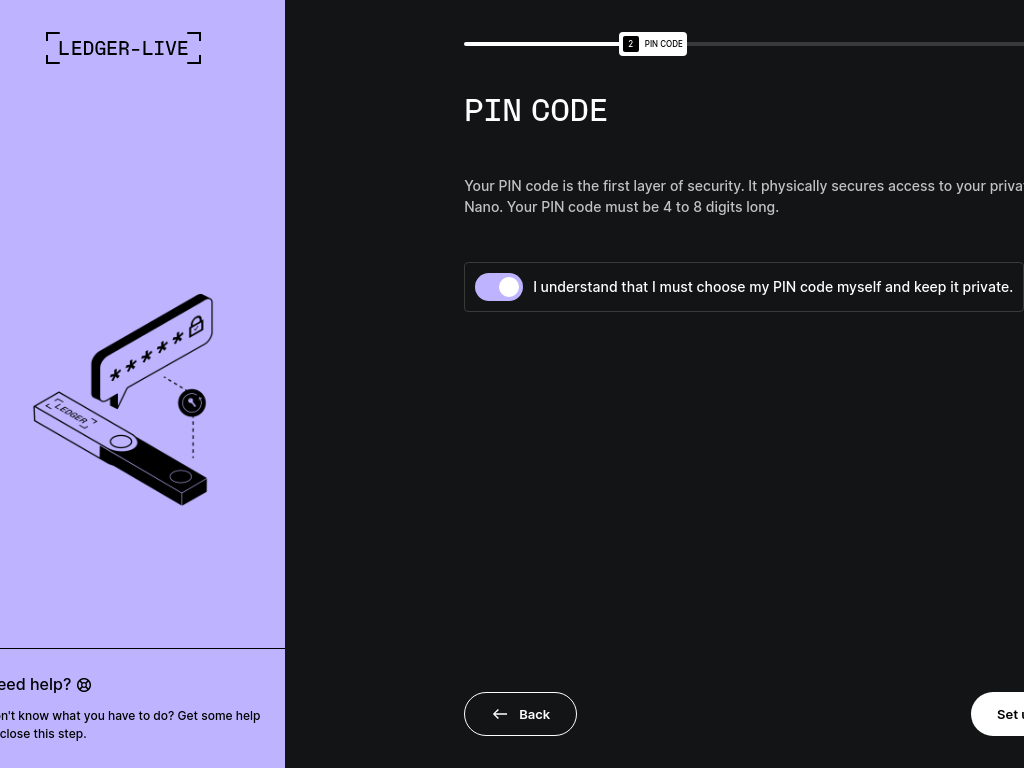 LEDGER-LIVE
2 PIN CODE
PIN CODE
Your PIN code is the first layer of security. It physically secures access to your
Nano. Your PIN code must be 4 to 8 digits long.
I understand that I must choose my PIN code myself and keep it private.
*****
LEDGER
help?
know what you have to do? Get some help
close this step.
Back
Set